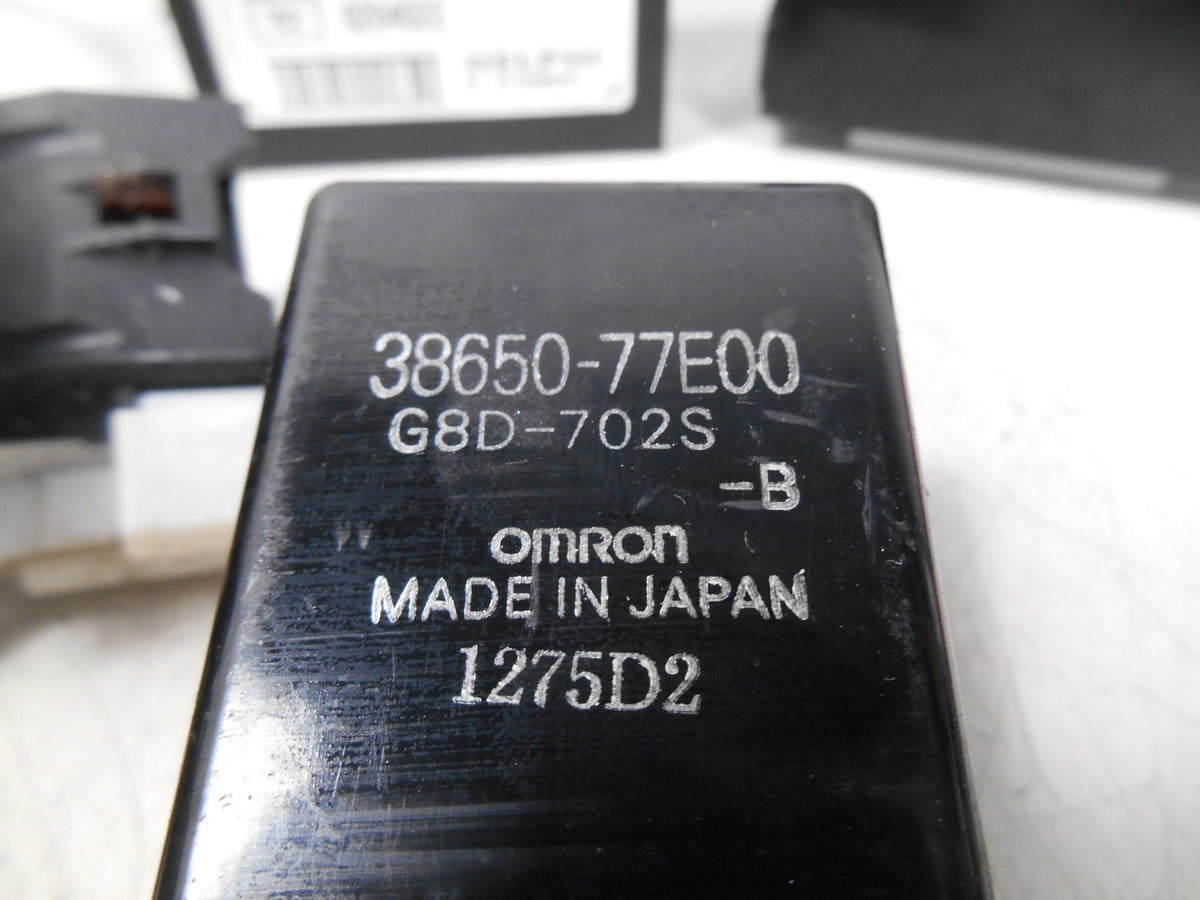 38650-77E00
G8D-702S
-B
OMRON
MADE IN JAPAN
1275D2